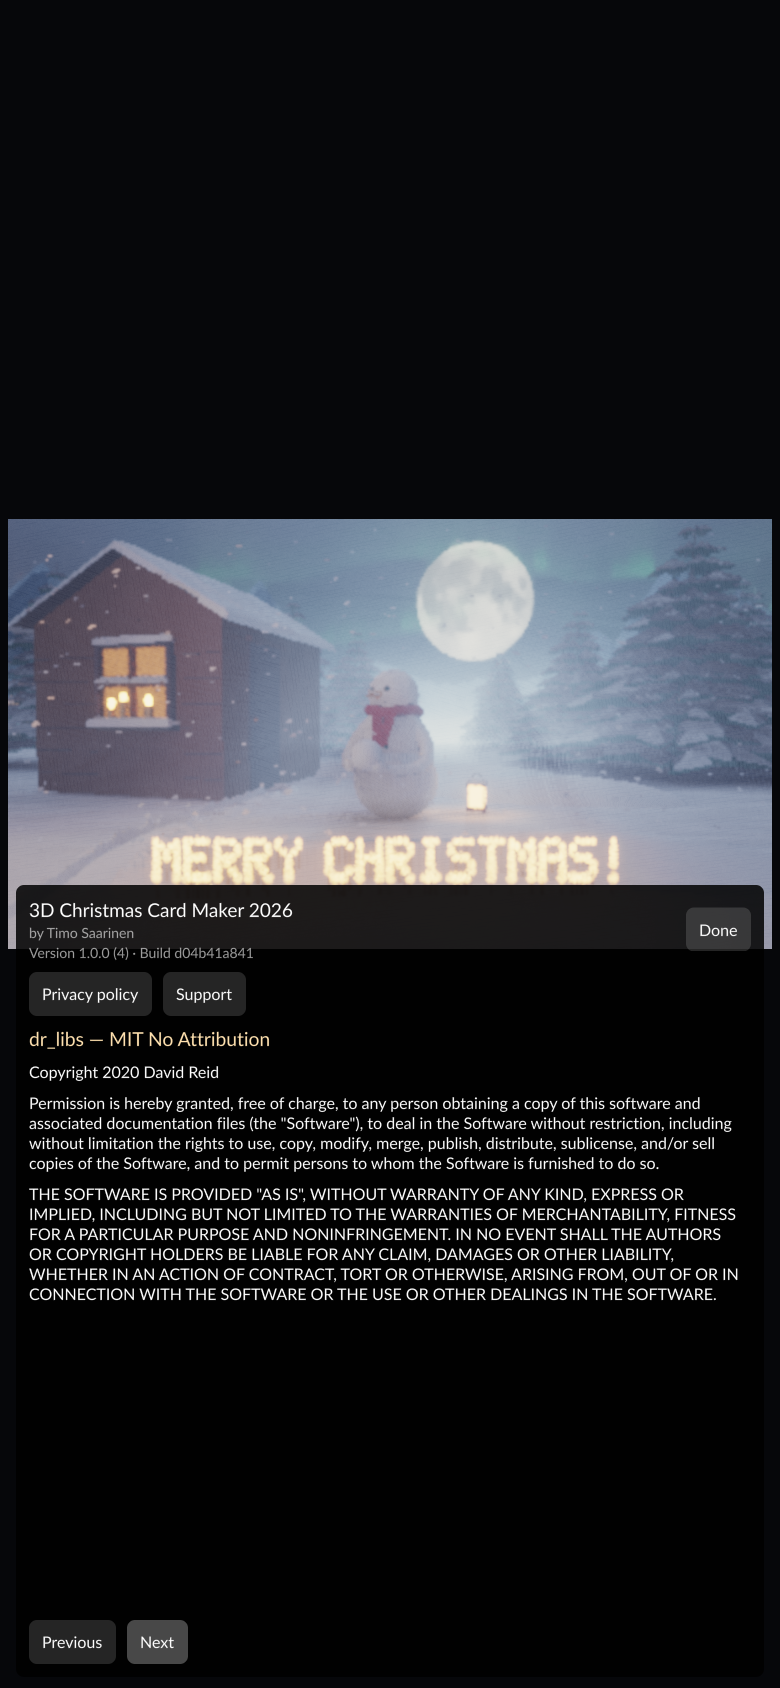 MERRY CHRISTMAS!
3D Christmas Card Maker 2026
by Timo Saarinen
Version 1.0.0 (4) · Build d04b41a841
Done
Privacy policy
Support
dr_libs — MIT No Attribution
Copyright 2020 David Reid
Permission is hereby granted, free of charge, to any person obtaining a copy of this software and
associated documentation files (the "Software"), to deal in the Software without restriction, including
without limitation the rights to use, copy, modify, merge, publish, distribute, sublicense, and/or sell
copies of the Software, and to permit persons to whom the Software is furnished to do so.
THE SOFTWARE IS PROVIDED "AS IS", WITHOUT WARRANTY OF ANY KIND, EXPRESS OR
IMPLIED, INCLUDING BUT NOT LIMITED TO THE WARRANTIES OF MERCHANTABILITY, FITNESS
FOR A PARTICULAR PURPOSE AND NONINFRINGEMENT. IN NO EVENT SHALL THE AUTHORS
OR COPYRIGHT HOLDERS BE LIABLE FOR ANY CLAIM, DAMAGES OR OTHER LIABILITY,
WHETHER IN AN ACTION OF CONTRACT, TORT OR OTHERWISE, ARISING FROM, OUT OF OR IN
CONNECTION WITH THE SOFTWARE OR THE USE OR OTHER DEALINGS IN THE SOFTWARE.
Previous
Next